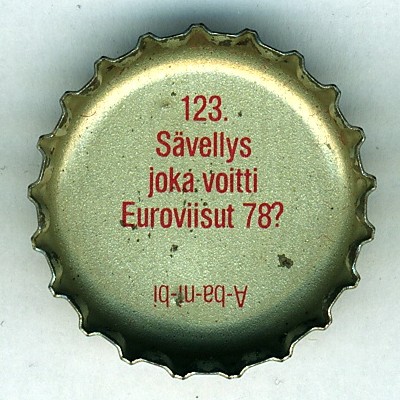 123.
Sävellys
joka voitti
Euroviisut 78?
A-ba-ni-bi